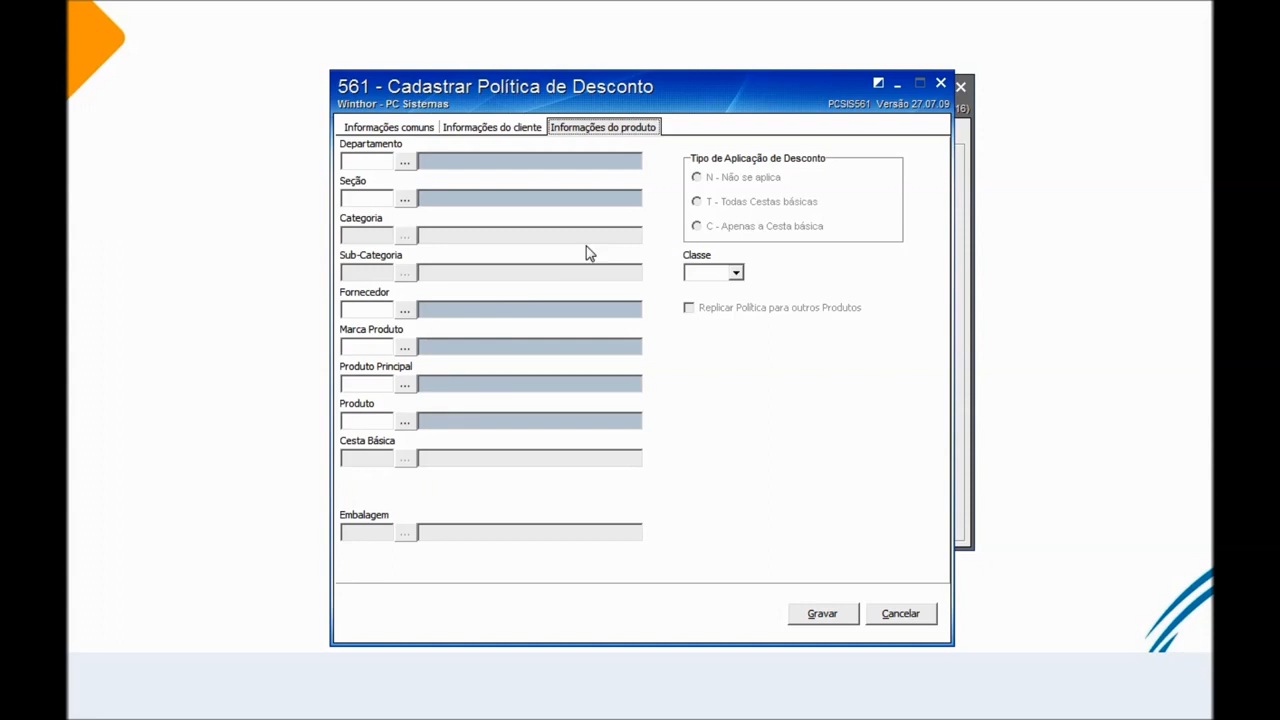 561 - Cadastrar Política de Desconto
Winthor - PC Sistemas
PCSIS561 Versão 27.07.09
16)
Informações comuns
Informações do cliente
Informações do produto
Departamento
...
Seção
...
Categoria
...
Sub-Categoria
...
Fornecedor
...
Marca Produto
...
Produto Principal
...
Produto
...
Cesta Básica
...
Embalagem
...
Tipo de Aplicação de Desconto
N - Não se aplica
T - Todas Cestas básicas
C - Apenas a Cesta básica
Classe
Replicar Política para outros Produtos
Gravar
Cancelar